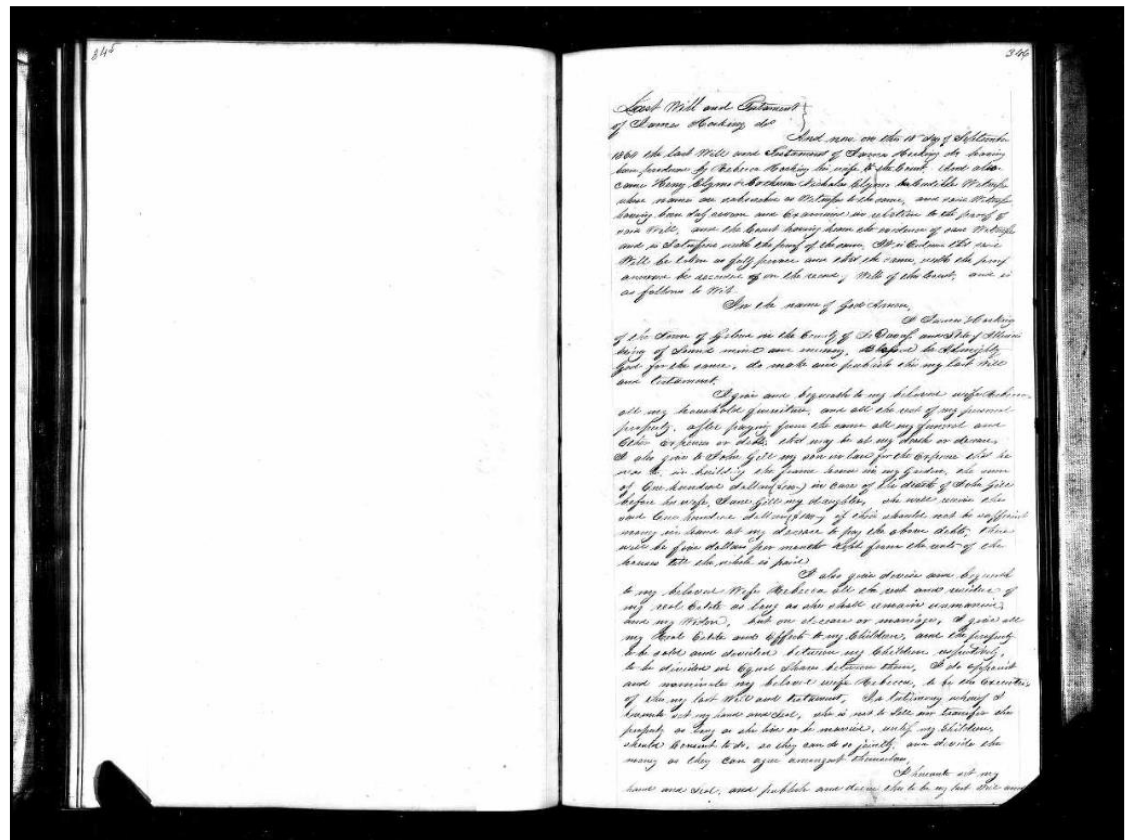 345
346
Last Will and Testament
of James Hocking dec
And now on this 18 day of September
1864 the last Will and Testament of James Hocking dec having
been produced by Rebecca Hocking his wife to the Court. And also
came Henry Clymo & Nicholas Clymo Credible Witnesses
whose names are subscribed as Witnesses to the same, and said Witnesses
having been duly sworn and Examined in relation to the proof of
said Will, and the Court having heard the evidence of said Witnesses
and is Satisfied with the proof of the same, It is Ordered that said
Will be taken as fully proved and that the same, with the proof
annexed be recorded on the records of Wills of this Court, and is
as follows to Wit.
In the name of God Amen,
I James Hocking
of the Town of Galena in the County of Jo Daviess and State of Illinois
being of Sound mind and memory, Blessed be Almighty
God for the same, do make and publish this my last Will
and testament.
I give and bequeath to my beloved wife Rebecca,
all my household furniture, and all the rest of my personal
property. after paying from the same all my funeral and
Other Expenses or debts that may be at my death or decease,
I also give to John Gill my son in law for the Expense that he
was to, in building the frame house in my Garden, the sum
of One hundred dollars in case of the death of John Gill
before his wife, Jane Gill my daughter, she will receive the
said One hundred dollars if there should not be sufficient
money in hand at my decease to pay the above debts, there
will be five dollars per month kept from the rents of the
houses till the whole is paid
I also give devise and bequeath
to my beloved Wife Rebecca all the rest and residue of
my real Estate as long as she shall remain unmarried
and my Widow, but on decease or marriage, I give all
my Real Estate and Effects to my Children, and the property
to be sold and divided between my Children respectively,
to be divided in Equal Shares between them, I do appoint
and nominate my beloved wife Rebecca, to be the Executrix
of this my last Will and testament, In testimony whereof I
hereunto set my hand and Seal, she is not to Sell or transfer the
property as long as she lives or be married, until my Children
should Consent to do, so they can do so jointly, and divide the
money as they can agree amongst themselves,
I hereunto set my
hand and Seal, and publish and decree this to be my last Will and